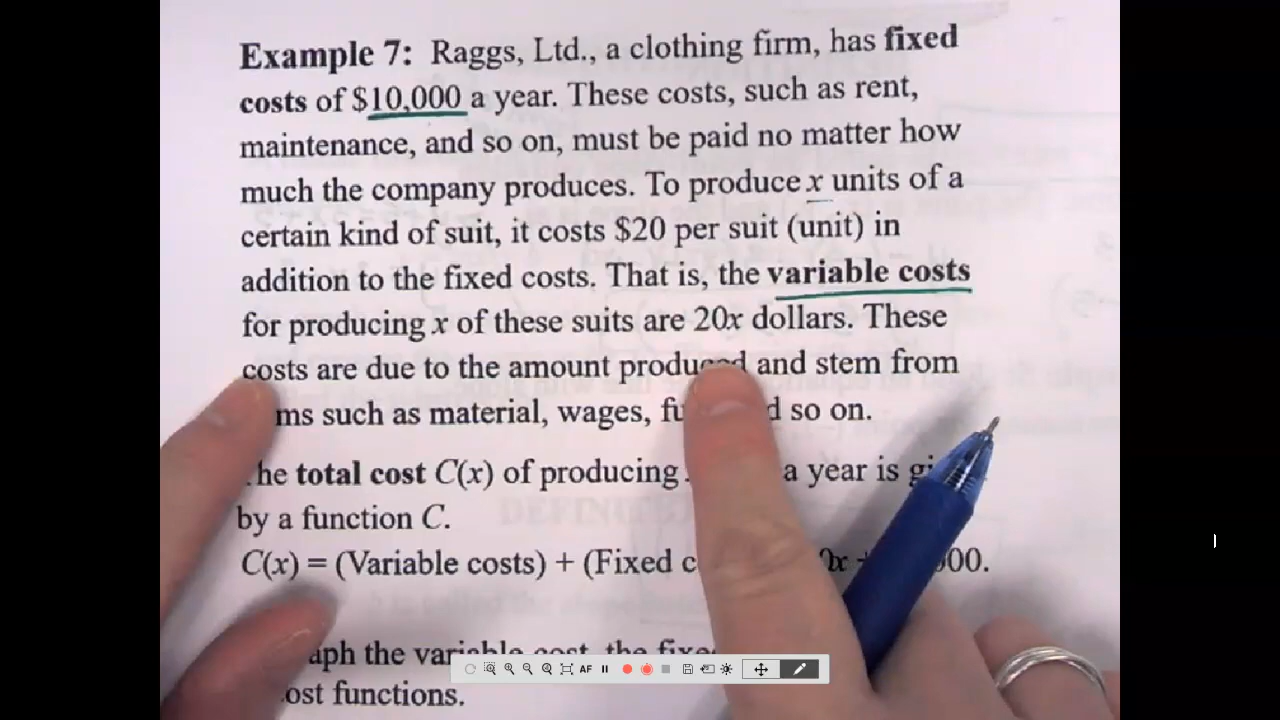 Example 7: Raggs, Ltd., a clothing firm, has fixed
costs of $10,000 a year. These costs, such as rent,
maintenance, and so on, must be paid no matter how
much the company produces. To produce x units of a
certain kind of suit, it costs $20 per suit (unit) in
addition to the fixed costs. That is, the variable costs
for producing x of these suits are 20x dollars. These
costs are due to the amount produced and stem from
ms such as material, wages, so on.
total cost C(x) of producing a year is
by a function C.
C(x) = (Variable costs) + (Fixed
the variable cost, the
functions.
AF